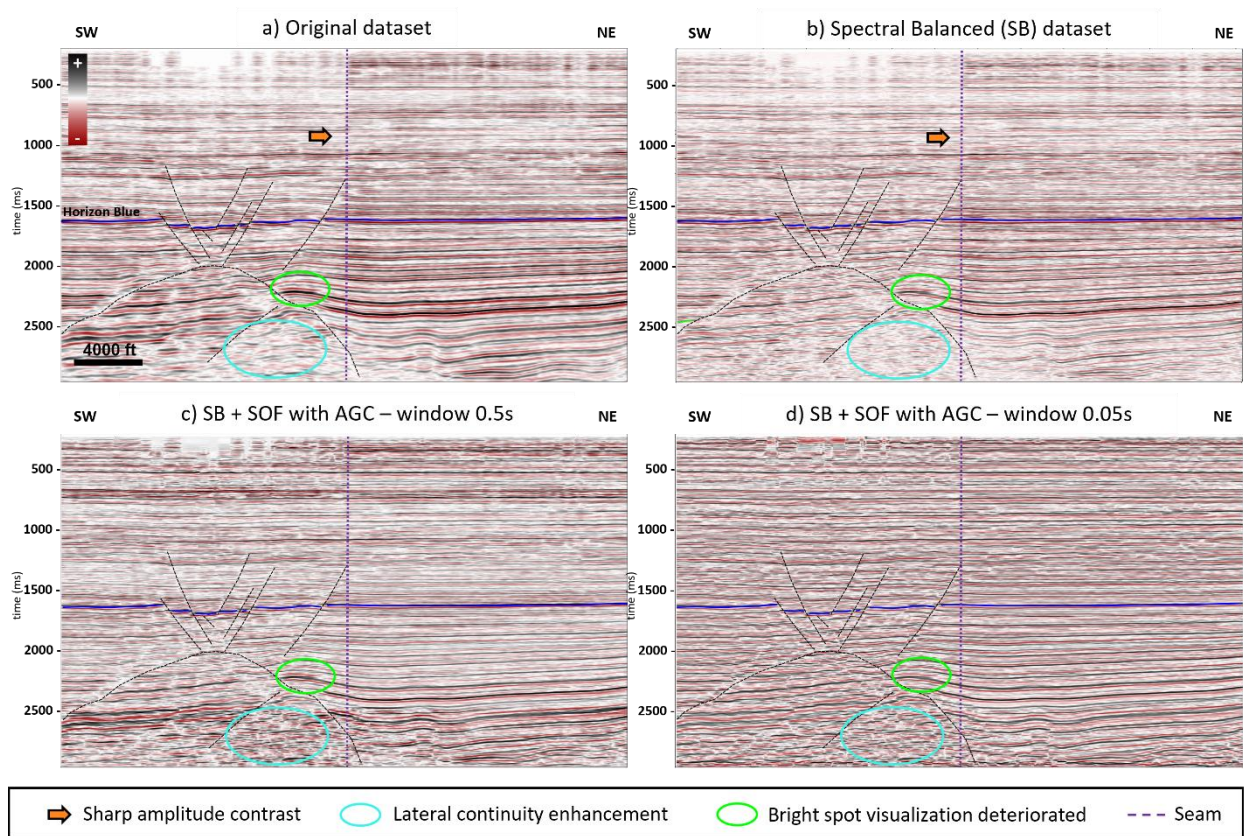 a) Original dataset
SW NE
b) Spectral Balanced (SB) dataset
SW NE
+
-
500
1000
1500
2000
2500
time (ms)
Horizon Blue
4000 ft
500
1000
1500
2000
2500
time (ms)
c) SB + SOF with AGC – window 0.5s
SW NE
d) SB + SOF with AGC – window 0.05s
SW NE
500
1000
1500
2000
2500
time (ms)
500
1000
1500
2000
2500
time (ms)
Sharp amplitude contrast Lateral continuity enhancement Bright spot visualization deteriorated Seam